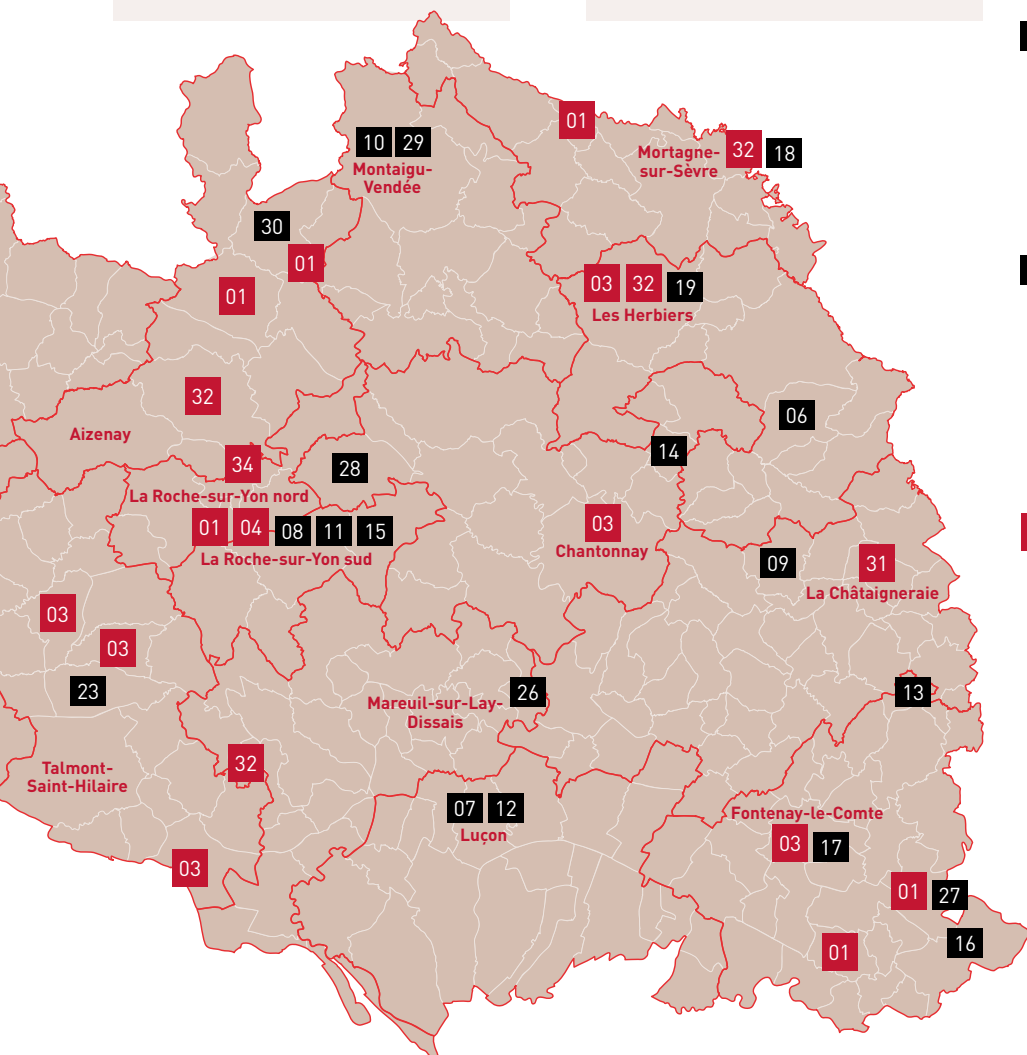 01
32 18
Mortagne-
sur-Sèvre
10 29
Montaigu-
Vendée
30
01
01
03 32 19
Les Herbiers
32
06
Aizenay
14
34
28
La Roche-sur-Yon nord
01 04 08 11 15
La Roche-sur-Yon sud
03
Chantonnay
09
31
La Châtaigneraie
03
03
23
26
Mareuil-sur-Lay-
Dissais
13
32
Talmont-
Saint-Hilaire
07 12
Luçon
Fontenay-le-Comte
03 17
03
01 27
01
16